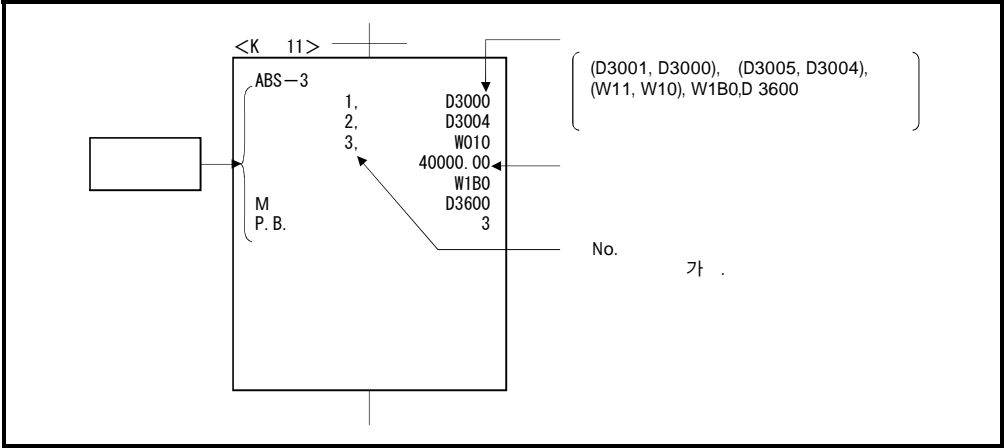 <K 11>
ABS－3
1, D3000
2, D3004
3, W010
40000.00
W1B0
M D3600
P.B. 3
(D3001, D3000), (D3005, D3004),
(W11, W10), W1B0,D 3600
No.
가 .